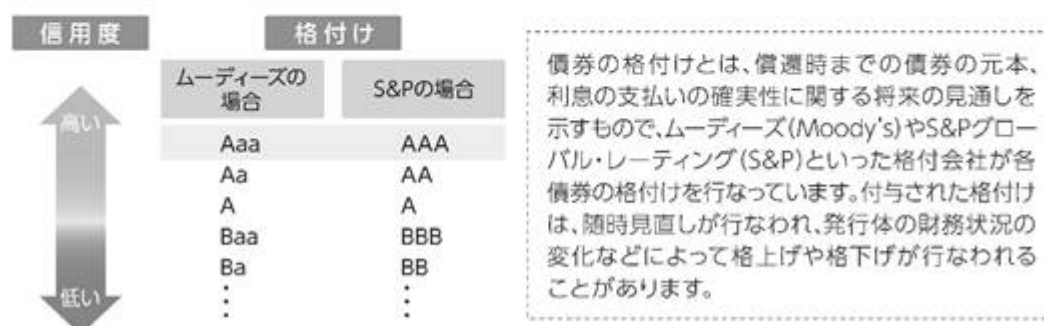 信用度
格付け
ムーディーズの
場合
S&Pの場合
高い
Aaa AAA
Aa AA
A A
Baa BBB
Ba BB
低い
債券の格付けとは、償還時までの債券の元本、
利息の支払いの確実性に関する将来の見通しを
示すもので、ムーディーズ(Moody's)やS&Pグロー
バル・レーティング(S&P)といった格付会社が各
債券の格付けを行なっています。付与された格付け
は、随時見直しが行なわれ、発行体の財務状況の
変化などによって格上げや格下げが行なわれる
ことがあります。